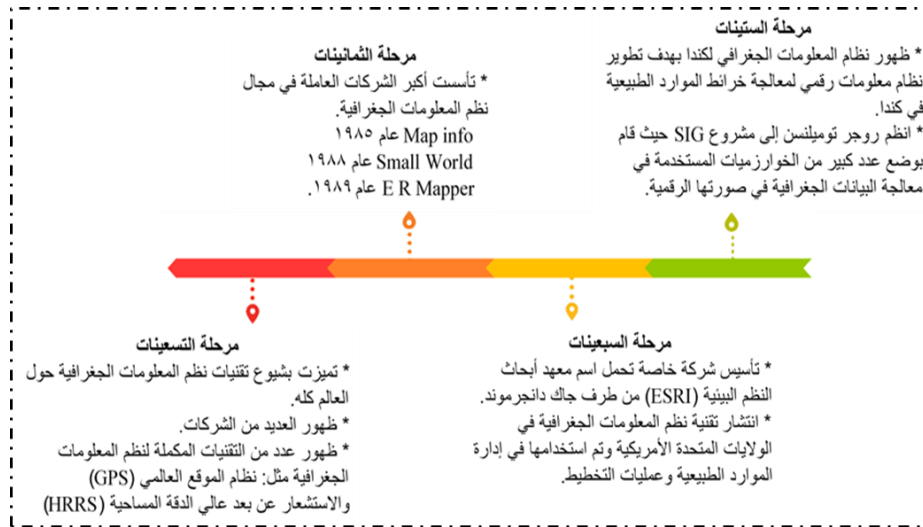 مرحلة الستينات
* ظهور نظام المعلومات الجغرافي لكندا بهدف تطوير
نظام معلومات رقمي لمعالجة خرائط الموارد الطبيعية
في كندا.
* انظم روجر توميلنسن إلى مشروع SIG حيث قام
بوضع عدد كبير من الخوارزميات المستخدمة في
معالجة البيانات الجغرافية في صورتها الرقمية.
مرحلة السبعينات
* تأسيس شركة خاصة تحمل اسم معهد أبحاث
النظم البيئية (ESRI) من طرف جاك دانجرموند.
* انتشار تقنية نظم المعلومات الجغرافية في
الولايات المتحدة الأمريكية وتم استخدامها في إدارة
الموارد الطبيعية وعمليات التخطيط.
مرحلة الثمانينات
* تأسست أكبر الشركات العاملة في مجال
نظم المعلومات الجغرافية.
Map info عام ١٩٨٥
Small World عام ١٩٨٨
E R Mapper عام ١٩٨٩.
مرحلة التسعينات
* تميزت بشيوع تقنيات نظم المعلومات الجغرافية حول
العالم كله.
* ظهور العديد من الشركات.
* ظهور عدد من التقنيات المكملة لنظم المعلومات
الجغرافية مثل: نظام الموقع العالمي (GPS)
والاستشعار عن بعد عالي الدقة المساحية (HRRS)